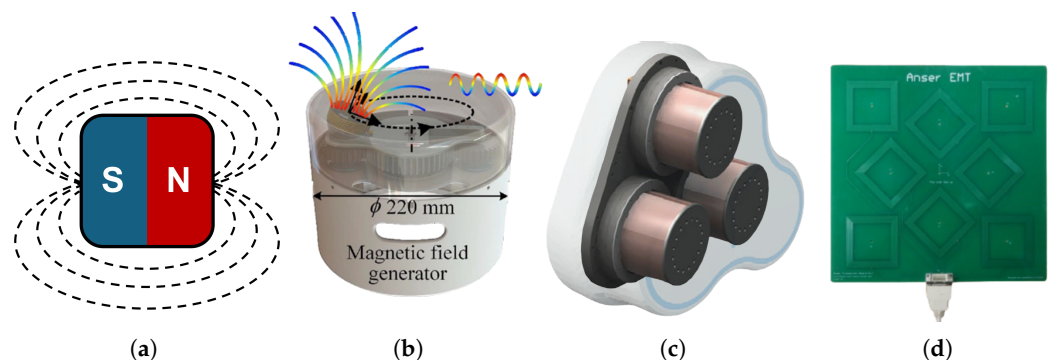 S N
ϕ 220 mm
Magnetic field
generator
Anser EMT
(a) (b) (c) (d)